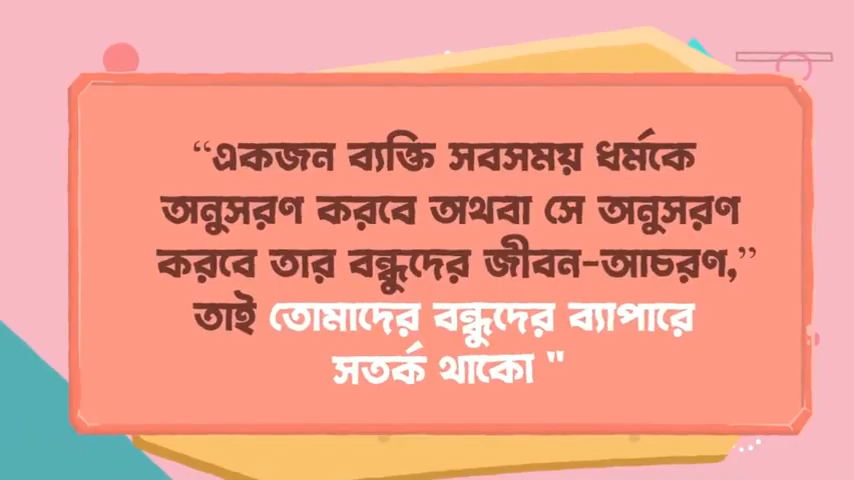 “একজন ব্যক্তি সবসময় ধর্মকে
অনুসরণ করবে অথবা সে অনুসরণ
করবে তার বন্ধুদের জীবন-আচরণ,”
তাই তোমাদের বন্ধুদের ব্যাপারে
সতর্ক থাকো "